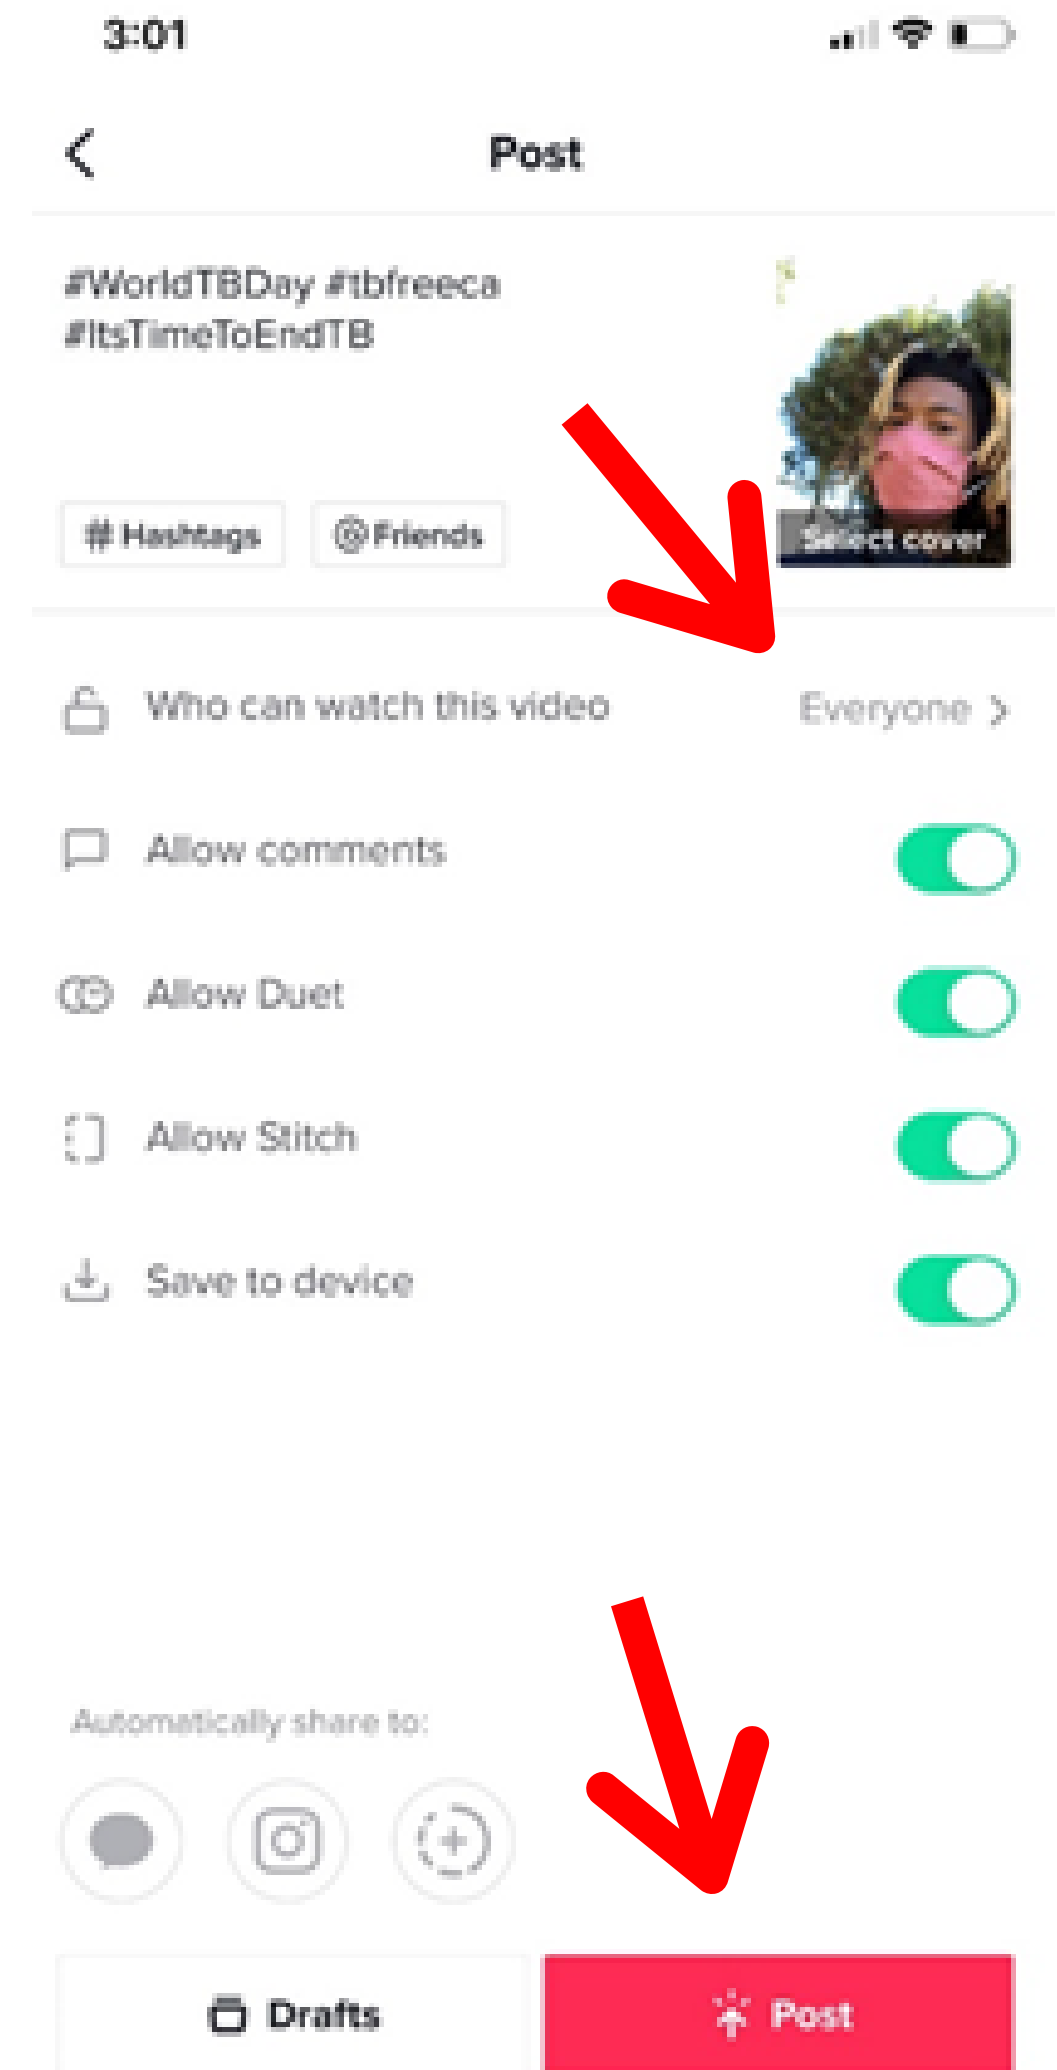 3:01
Post
#WorldTBDay #tbfreeca
#ItsTimeToEndTB
# Hashtags
@ Friends
Select cover
Who can watch this video
Everyone >
Allow comments
Allow Duet
Allow Stitch
Save to device
Automatically share to:
Drafts
Post